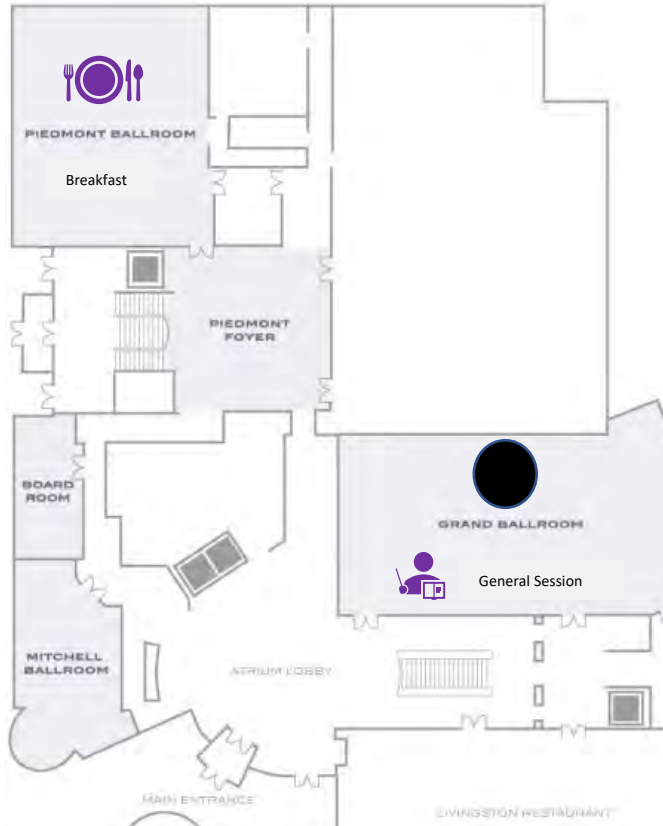 PIEDMONT BALLROOM
Breakfast
PIEDMONT
FOYER
BOARD
ROOM
GRAND BALLROOM
General Session
MITCHELL
BALLROOM
ATRIUM LOBBY
MAIN ENTRANCE
LIVINGSTON RESTAURANT